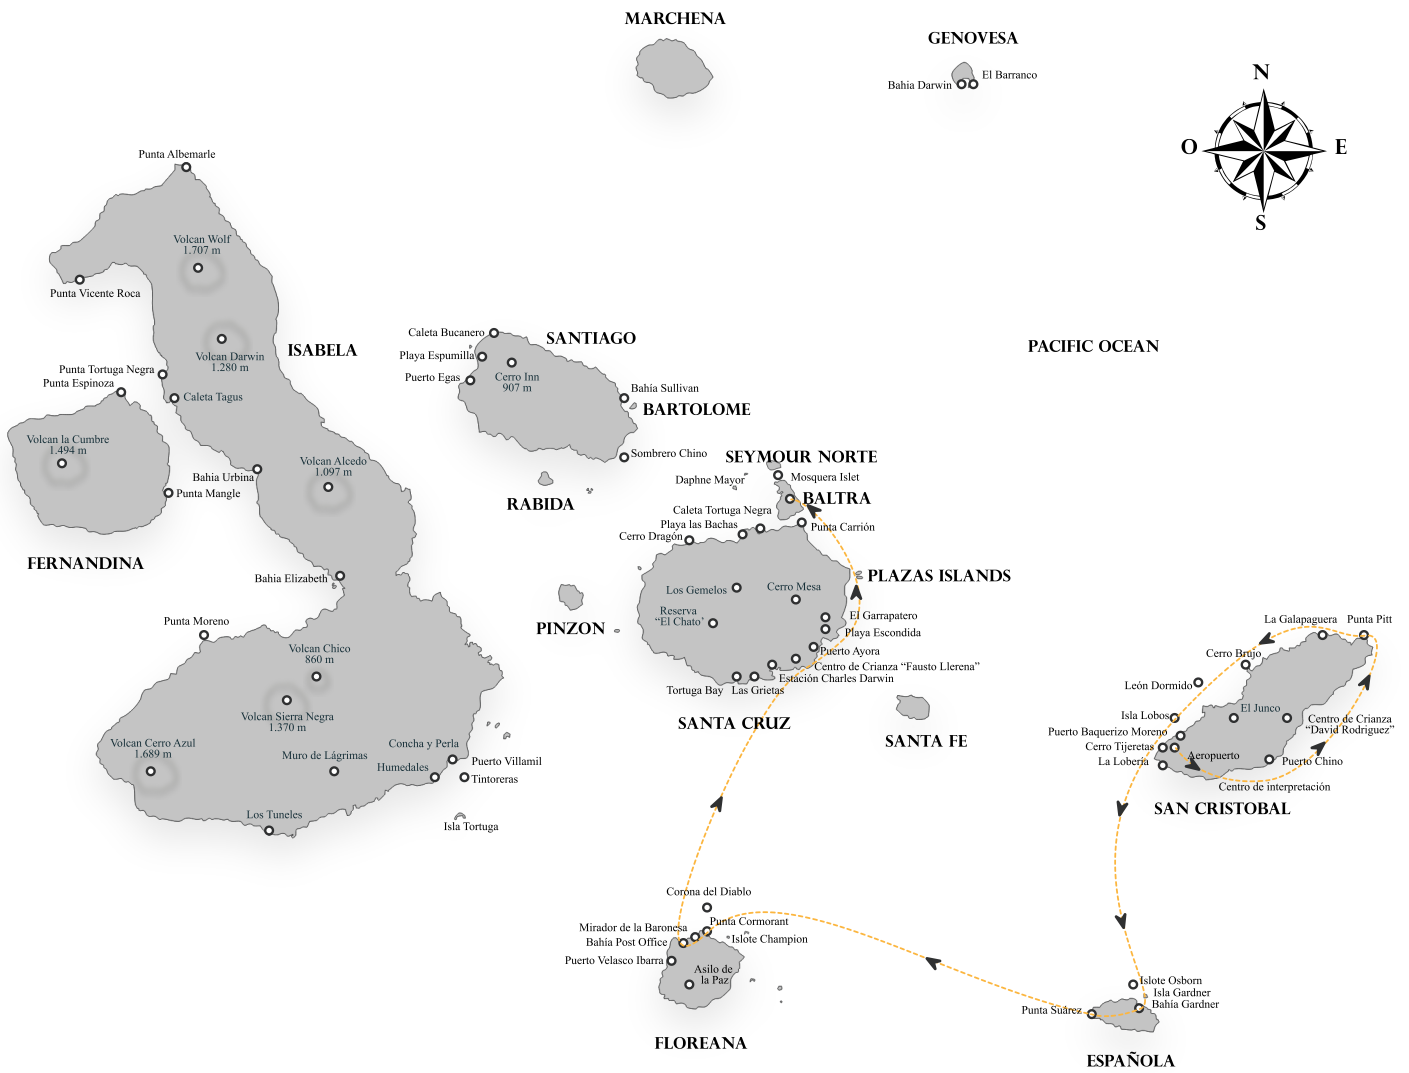 MARCHENA
GENOVESA
El Barranco
Bahia Darwin
N
O
E
S
Punta Albemarle
Volcan Wolf
1.707 m
Punta Vicente Roca
ISABELA
Volcan Darwin
1.280 m
Punta Tortuga Negra
Punta Espinoza
Caleta Tagus
Volcan la Cumbre
1.494 m
Volcan Alcedo
1.097 m
Bahia Urbina
Punta Mangle
FERNANDINA
Bahia Elizabeth
Punta Moreno
Volcan Chico
860 m
Volcan Sierra Negra
1.370 m
Volcan Cerro Azul
1.689 m
Muro de Lágrimas
Concha y Perla
Humedales
Puerto Villamil
Tintoreras
Los Tuneles
Isla Tortuga
Caleta Bucanero
SANTIAGO
Playa Espumilla
Puerto Egas
Cerro Inn
907 m
Bahía Sullivan
BARTOLOME
Sombrero Chino
RABIDA
PINZON
PACIFIC OCEAN
SEYMOUR NORTE
Daphne Mayor
Mosquera Islet
BALTRA
Caleta Tortuga Negra
Playa las Bachas
Punta Carrión
Cerro Dragón
PLAZAS ISLANDS
Los Gemelos
Cerro Mesa
Reserva
“El Chato’
El Garrapatero
Playa Escondida
Puerto Ayora
Centro de Crianza “Fausto Llerena”
Estación Charles Darwin
Tortuga Bay
Las Grietas
SANTA CRUZ
SANTA FE
La Galapaguera
Punta Pitt
Cerro Brujo
León Dormido
Isla Lobos
El Junco
Puerto Baquerizo Moreno
Centro de Crianza
“David Rodriguez”
Cerro Tijeretas
Aeropuerto
La Loberia
Puerto Chino
Centro de interpretación
SAN CRISTOBAL
Corona del Diablo
Punta Cormorant
Mirador de la Baronesa
Bahía Post Office
Islote Champion
Puerto Velasco Ibarra
Asilo de
la Paz
FLOREANA
Islote Osborn
Isla Gardner
Bahía Gardner
Punta Suárez
ESPAÑOLA